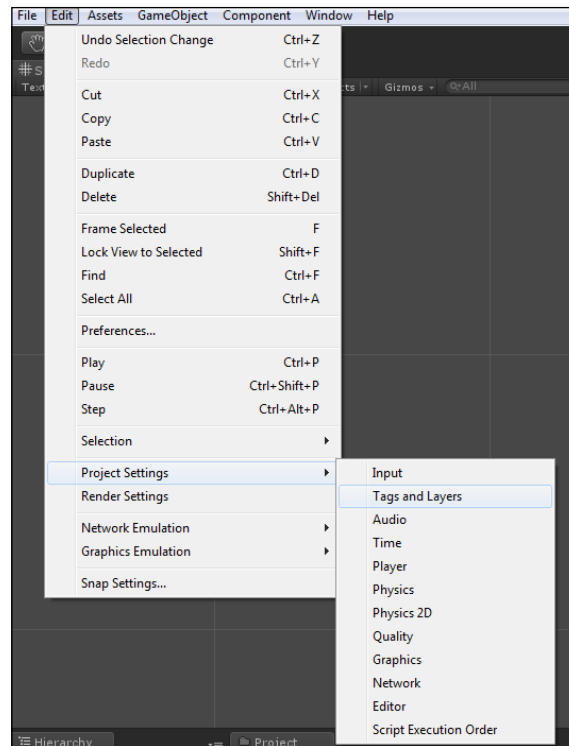 File Edit Assets GameObject Component Window Help
Undo Selection Change Ctrl+Z
Redo Ctrl+Y
# S
Text
cts Gizmos All
Cut Ctrl+X
Copy Ctrl+C
Paste Ctrl+V
Duplicate Ctrl+D
Delete Shift+Del
Frame Selected F
Lock View to Selected Shift+F
Find Ctrl+F
Select All Ctrl+A
Preferences...
Play Ctrl+P
Pause Ctrl+Shift+P
Step Ctrl+Alt+P
Selection
Project Settings
Render Settings
Network Emulation
Graphics Emulation
Snap Settings...
Input
Tags and Layers
Audio
Time
Player
Physics
Physics 2D
Quality
Graphics
Network
Editor
Script Execution Order
Hierarchy Project